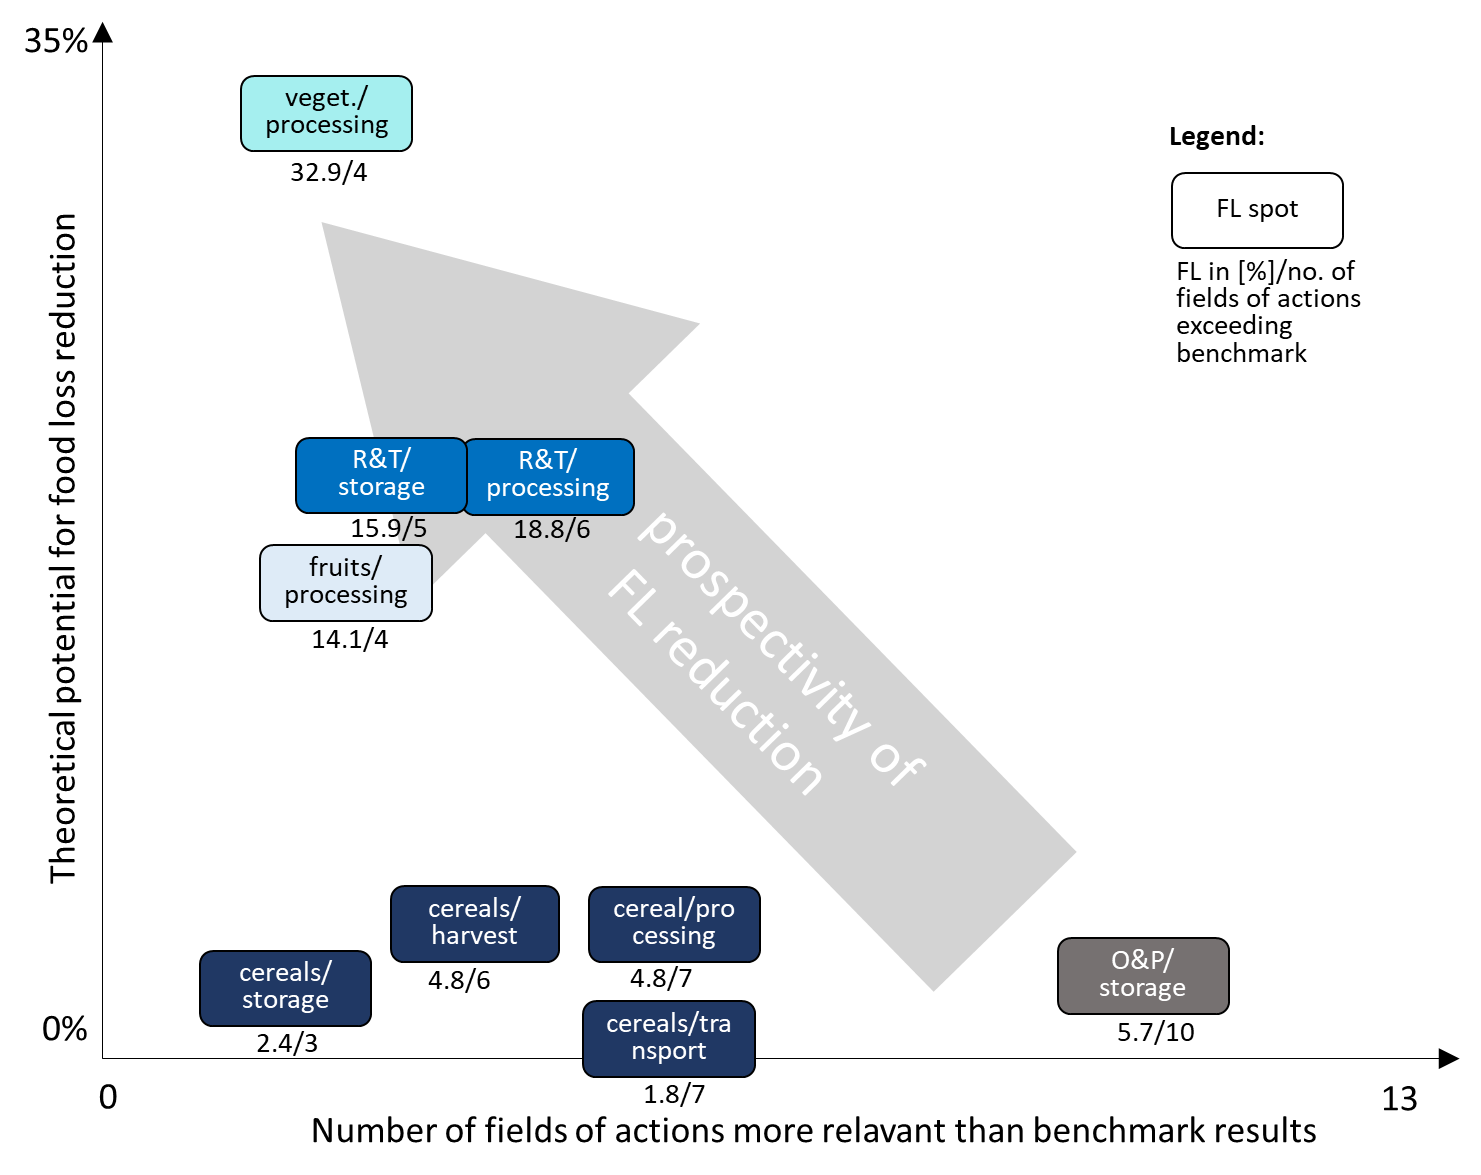 35%
veget./
processing
32.9/4
Legend:
FL spot
FL in [%]/no. of
fields of actions
exceeding
benchmark
Theoretical potential for food loss reduction
R&T/
storage
15.9/5
R&T/
processing
18.8/6
fruits/
processing
14.1/4
prospectivity of
FL reduction
cereals/
harvest
4.8/6
cereal/pro
cessing
4.8/7
cereals/
storage
2.4/3
cereals/tra
nsport
1.8/7
O&P/
storage
5.7/10
0%
0
13
Number of fields of actions more relavant than benchmark results